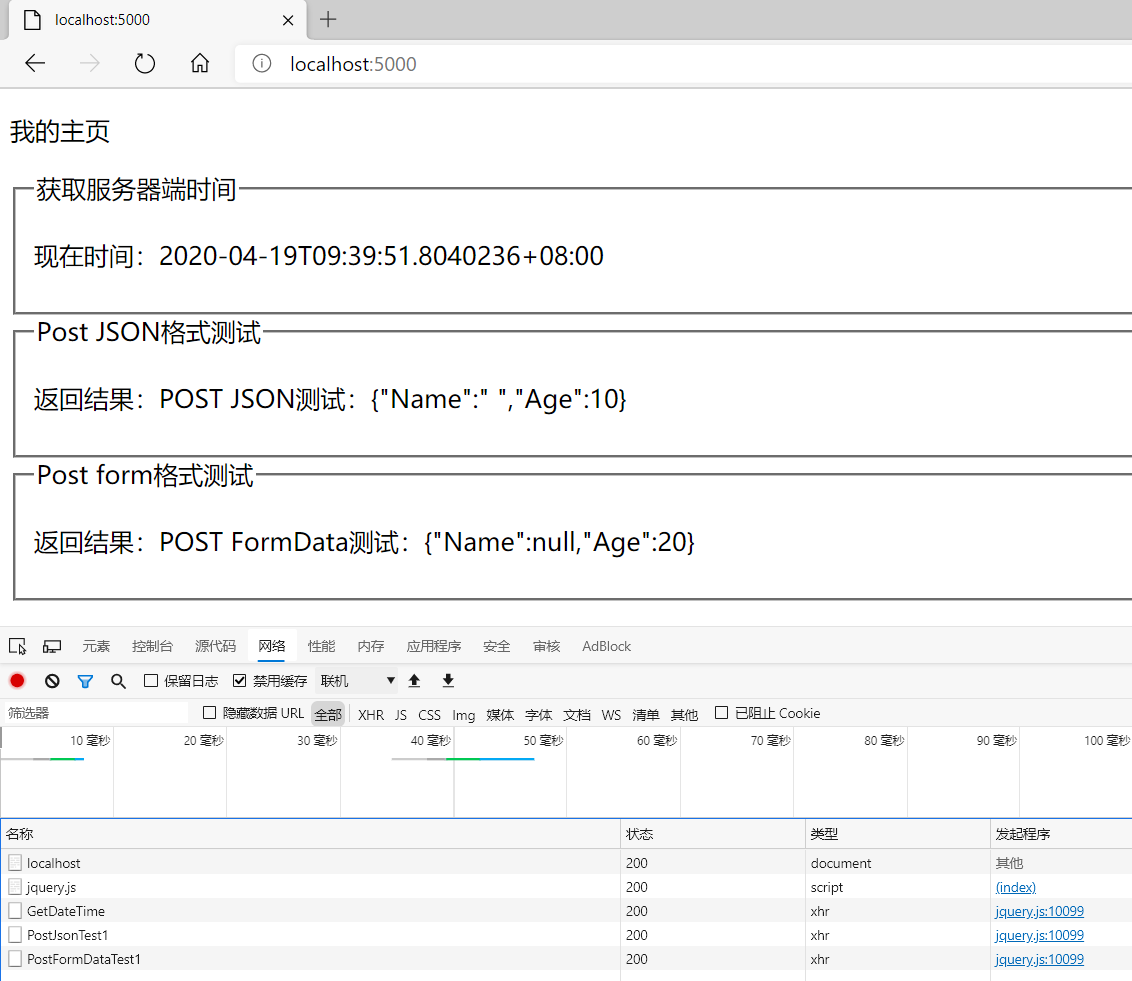 localhost:5000
localhost:5000
我的主页
获取服务器端时间
现在时间：2020-04-19T09:39:51.8040236+08:00
Post JSON格式测试
返回结果：POST JSON测试：{"Name":" ","Age":10}
Post form格式测试
返回结果：POST FormData测试：{"Name":null,"Age":20}
元素 控制台 源代码 网络 性能 内存 应用程序 安全 审核 AdBlock
保留日志 禁用缓存 联机
筛选器 隐藏数据 URL 全部 XHR JS CSS Img 媒体 字体 文档 WS 清单 其他 已阻止 Cookie
10 毫秒 20 毫秒 30 毫秒 40 毫秒 50 毫秒 60 毫秒 70 毫秒 80 毫秒 90 毫秒 100 毫秒
名称 状态 类型 发起程序
localhost 200 document 其他
jquery.js 200 script (index)
GetDateTime 200 xhr jquery.js:10099
PostJsonTest1 200 xhr jquery.js:10099
PostFormDataTest1 200 xhr jquery.js:10099